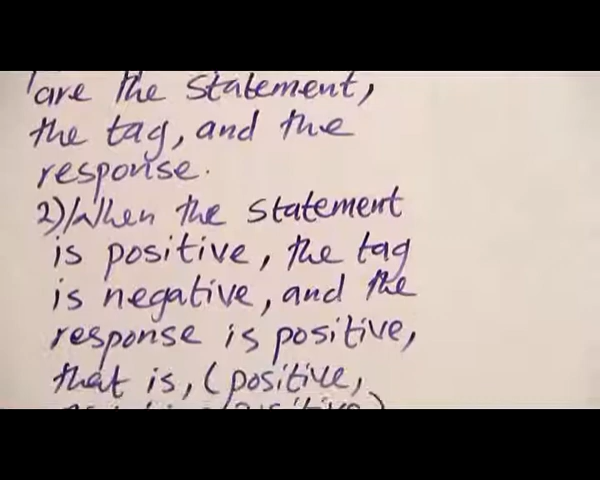 are the statement,
the tag, and the
response.
2) When the statement
is positive, the tag
is negative, and the
response is positive,
that is, (positive,